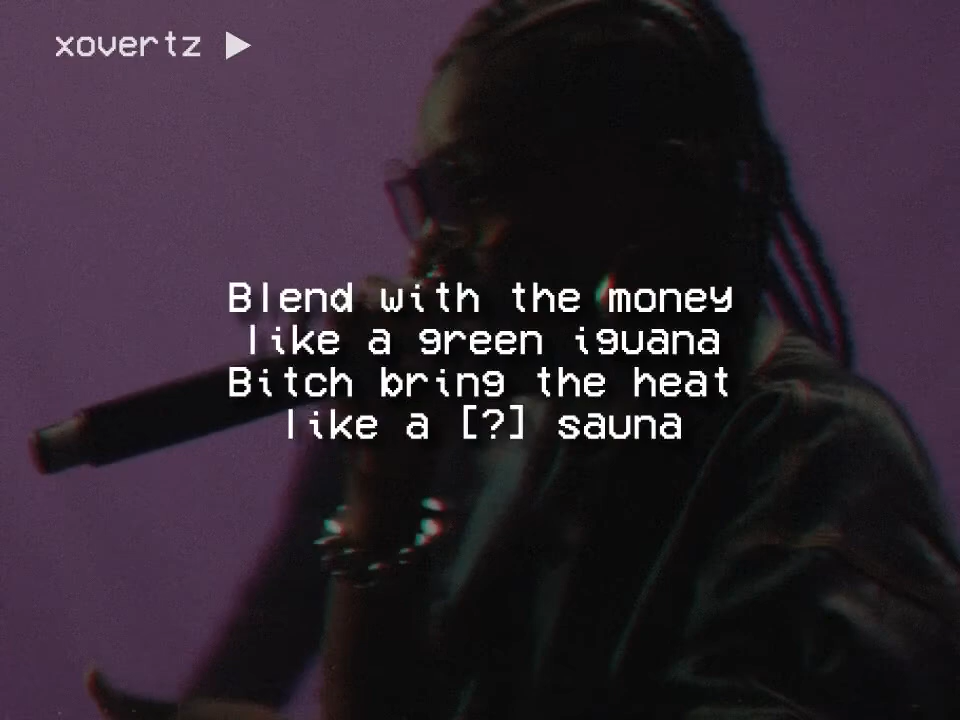 xovertz ▶
Blend with the money
like a green iguana
Bitch bring the heat
like a [?] sauna